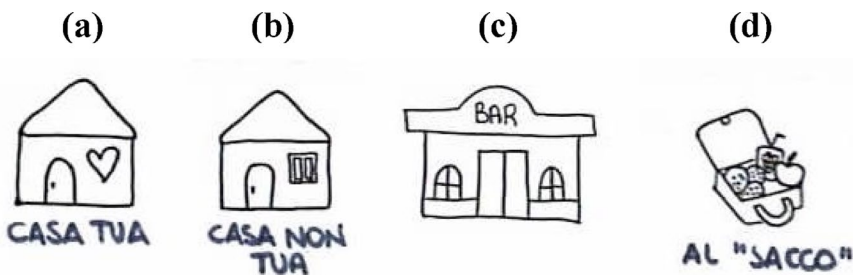 (a) (b) (c) (d)
BAR
CASA TUA
CASA NON
TUA
AL "SACCO"